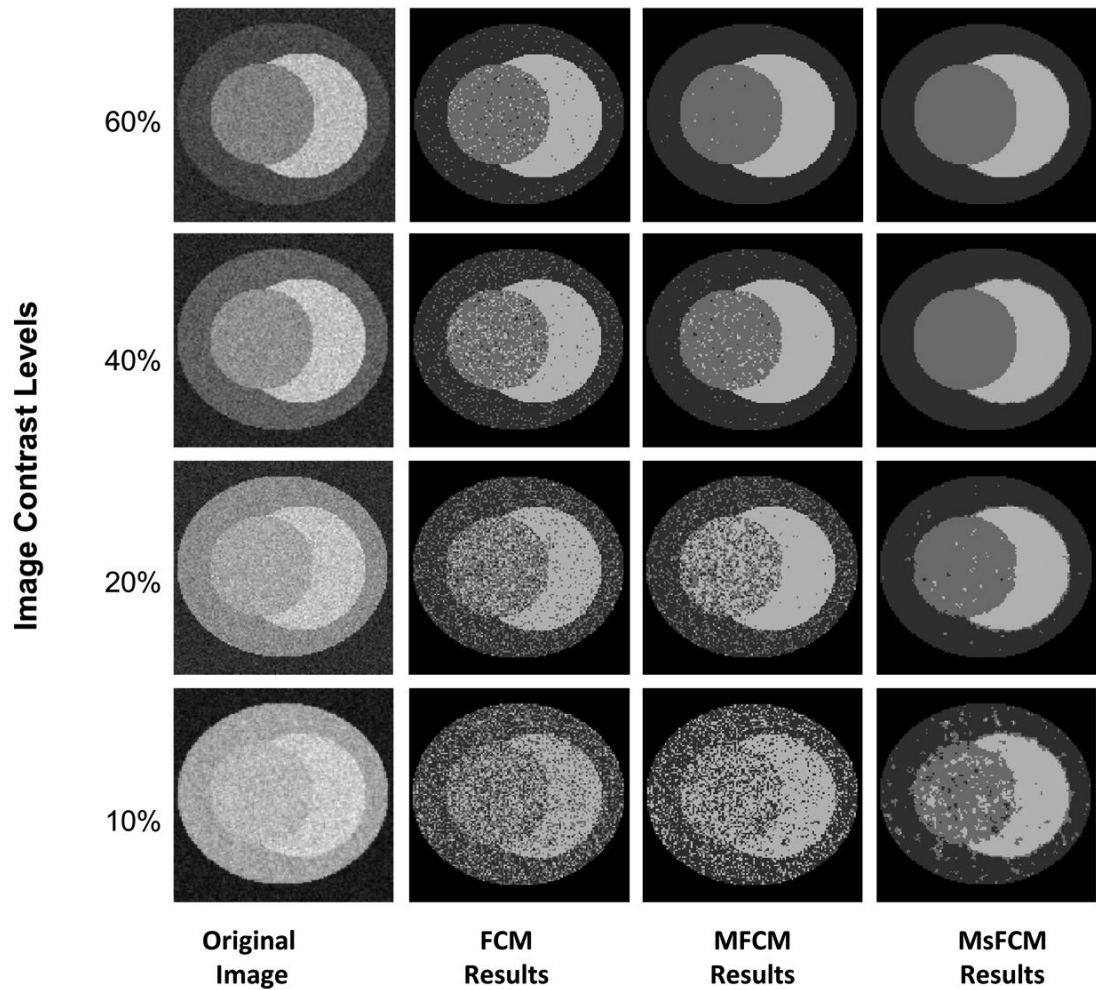 Image Contrast Levels
60%
40%
20%
10%
Original
Image
FCM
Results
MFCM
Results
MsFCM
Results